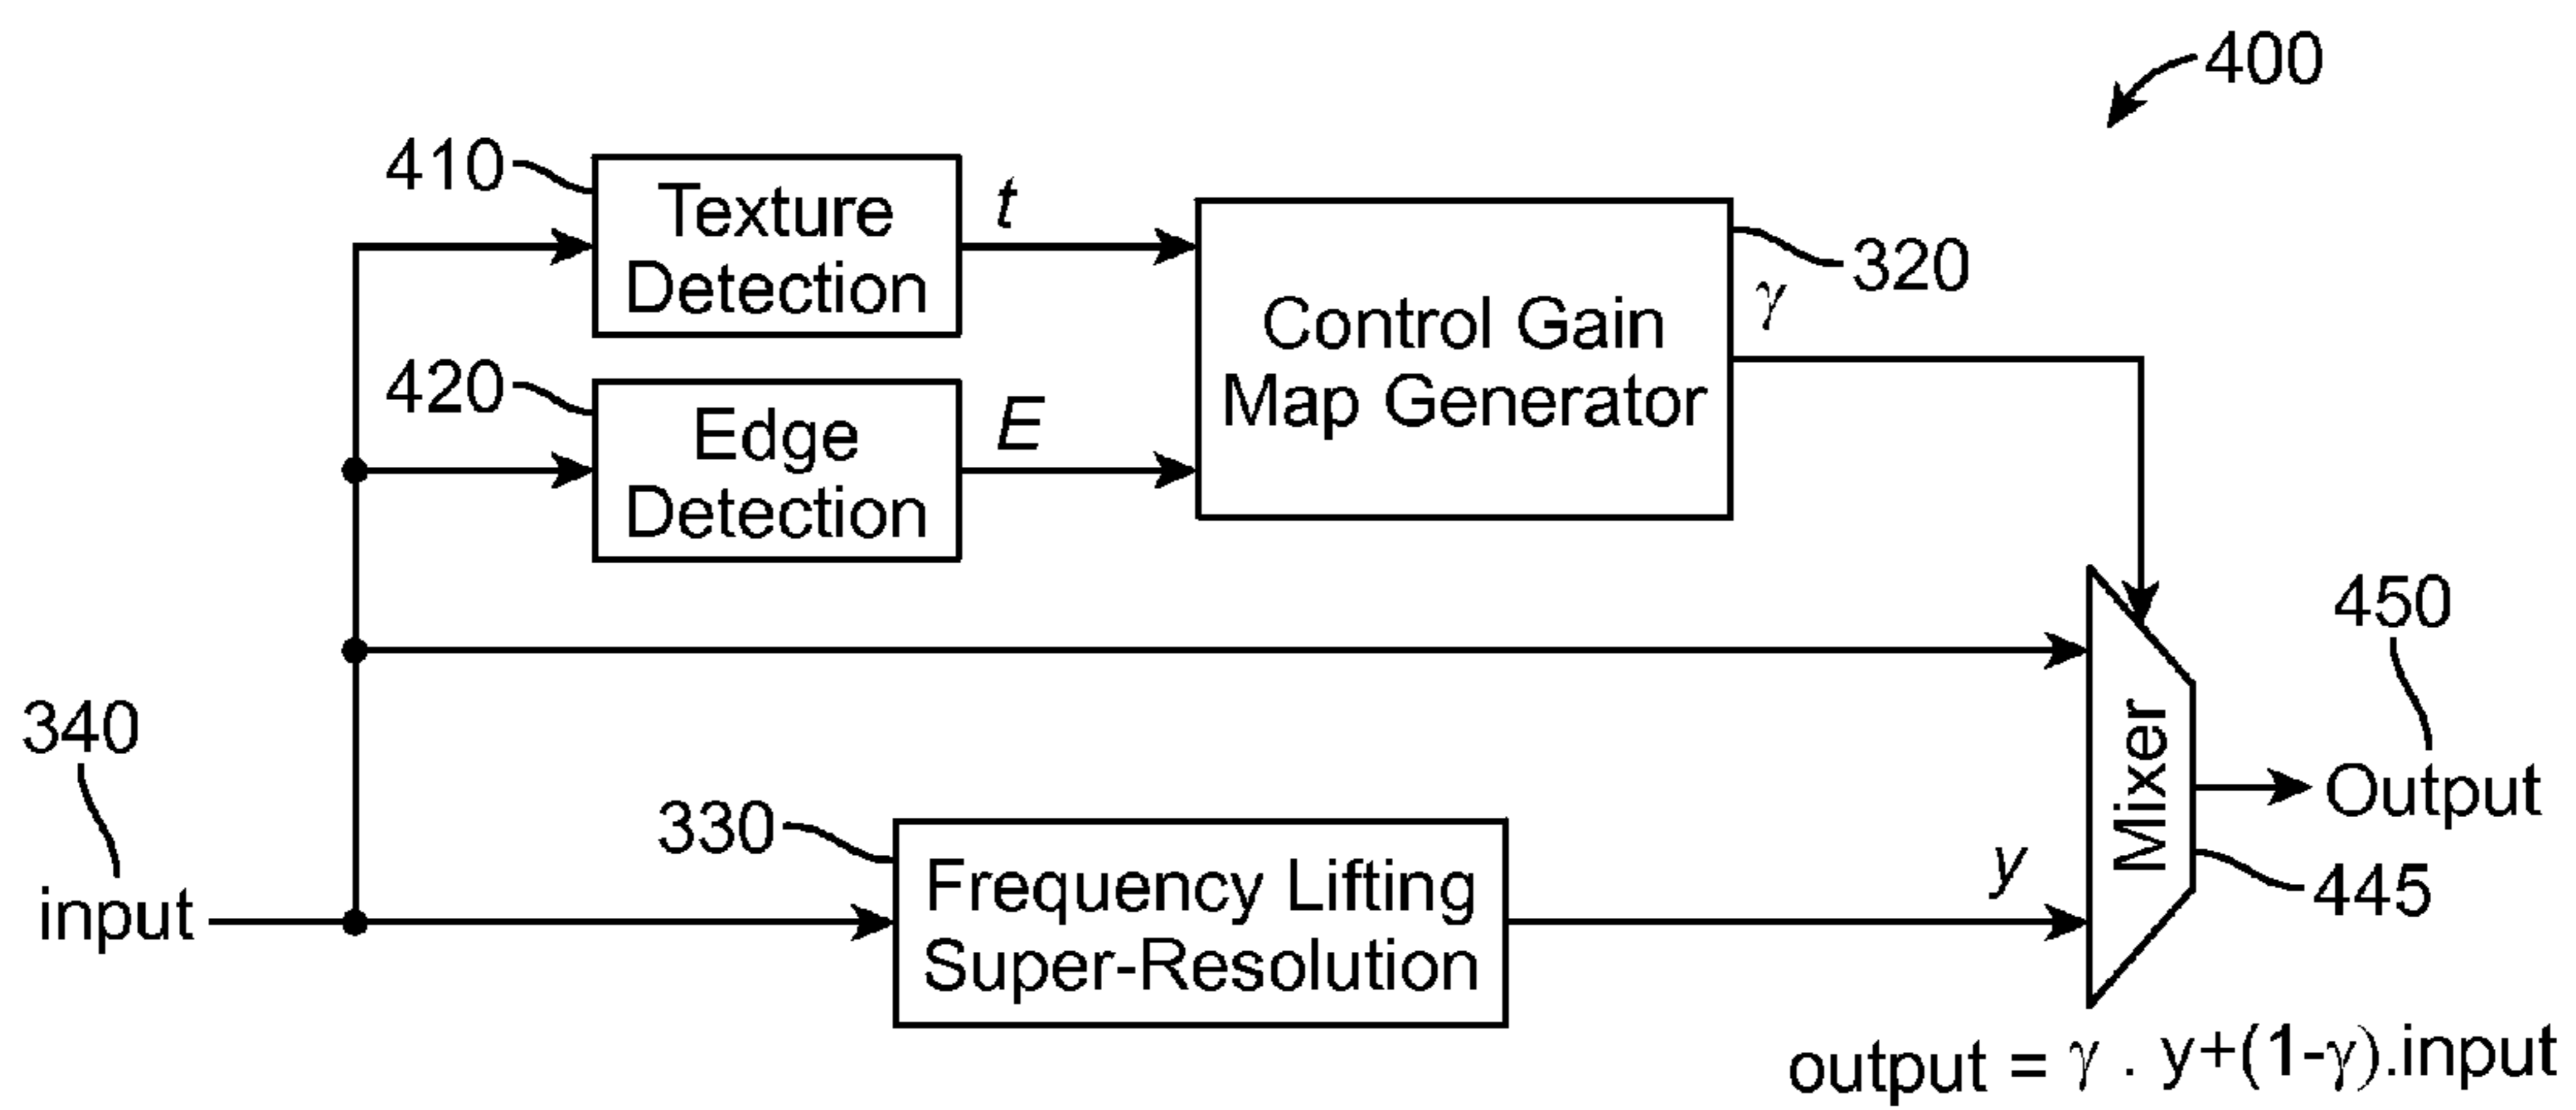 400
410
Texture
Detection
t
320
Control Gain
Map Generator
γ
420
Edge
Detection
E
450
340
input
330
Frequency Lifting
Super-Resolution
y
Mixer
Output
445
output = γ . y+(1-γ).input